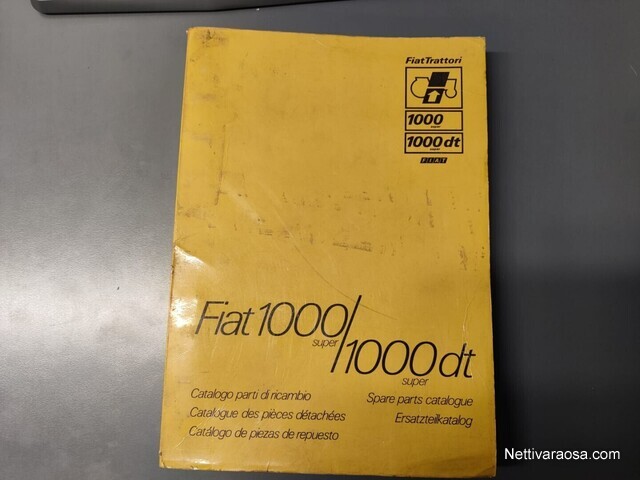 FiatTrattori
1000
super
1000 dt
super
FIAT
Fiat 1000
super
/1000 dt
super
Catalogo parti di ricambio
Catalogue des pièces détachées
Catálogo de piezas de repuesto
Spare parts catalogue
Ersatzteilkatalog
Nettivaraosa.com